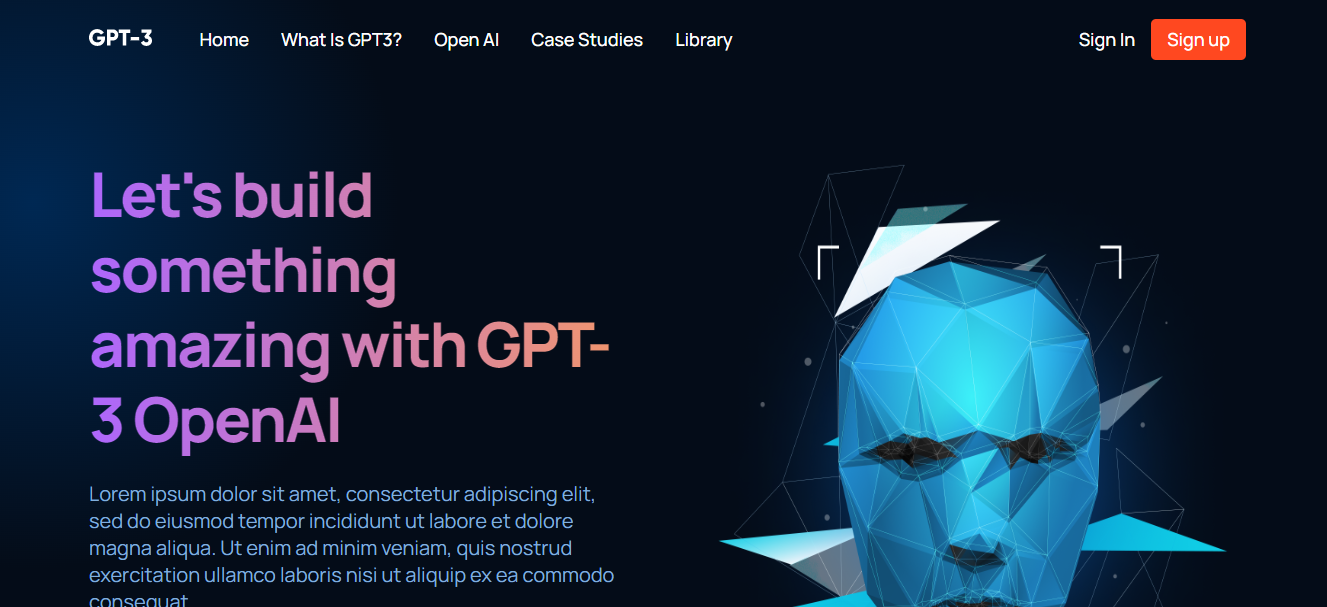 GPT-3 Home What Is GPT3? Open AI Case Studies Library Sign In Sign up
Let's build
something
amazing with GPT-
3 OpenAI
Lorem ipsum dolor sit amet, consectetur adipiscing elit,
sed do eiusmod tempor incididunt ut labore et dolore
magna aliqua. Ut enim ad minim veniam, quis nostrud
exercitation ullamco laboris nisi ut aliquip ex ea commodo
consequat